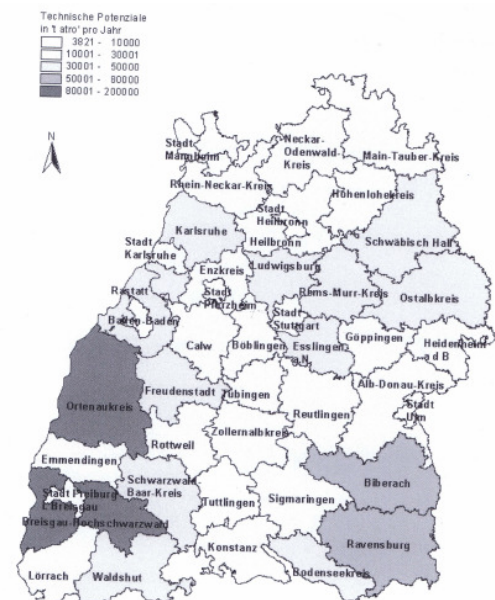 Technische Potenziale
in 't atro' pro Jahr
3821 - 10000
10001 - 30001
30001 - 50000
50001 - 80000
80001 - 200000
N
Stadt
Mannheim
Neckar-
Odenwald-
Kreis
Main-Tauber-Kreis
Rhein-Neckar-Kreis
Hohenlohekreis
Stadt
Heilbronn
Karlsruhe
Heilbronn
Schwäbisch Hall
Stadt
Karlsruhe
Enzkreis
Ludwigsburg
Rastatt
Stadt
Pforzheim
Rems-Murr-Kreis
Ostalbkreis
Baden-Baden
Stadt
Stuttgart
Calw
Böblingen
Esslingen
a.N.
Göppingen
Heidenheim
a d B
Freudenstadt
Tübingen
Alb-Donau-Kreis
Ortenaukreis
Reutlingen
Stadt
Ulm
Rottweil
Zollernalbkreis
Emmendingen
Schwarzwald
Baar-Kreis
Biberach
Stadt Freiburg
i.Breisgau
Tuttlingen
Sigmaringen
Breisgau-Hochschwarzwald
Konstanz
Ravensburg
Lörrach
Waldshut
Bodenseekreis